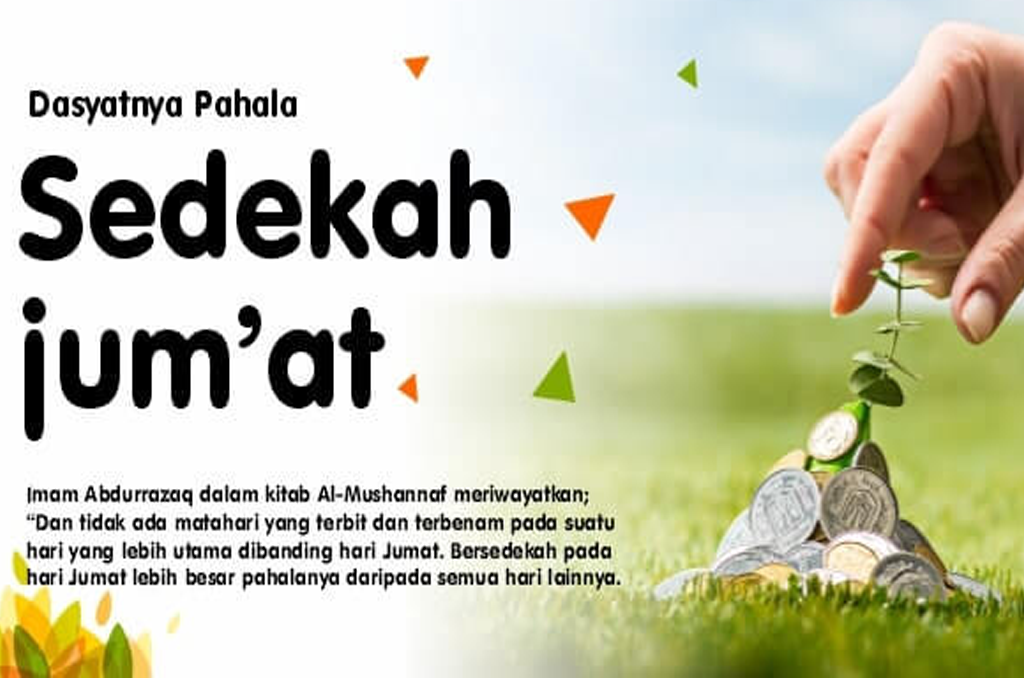 Dasyatnya Pahala
Sedekah
jum'at
Imam Abdurrazaq dalam kitab Al-Mushannaf meriwayatkan;
“Dan tidak ada matahari yang terbit dan terbenam pada suatu
hari yang lebih utama dibanding hari Jumat. Bersedekah pada
hari Jumat lebih besar pahalanya daripada semua hari lainnya.